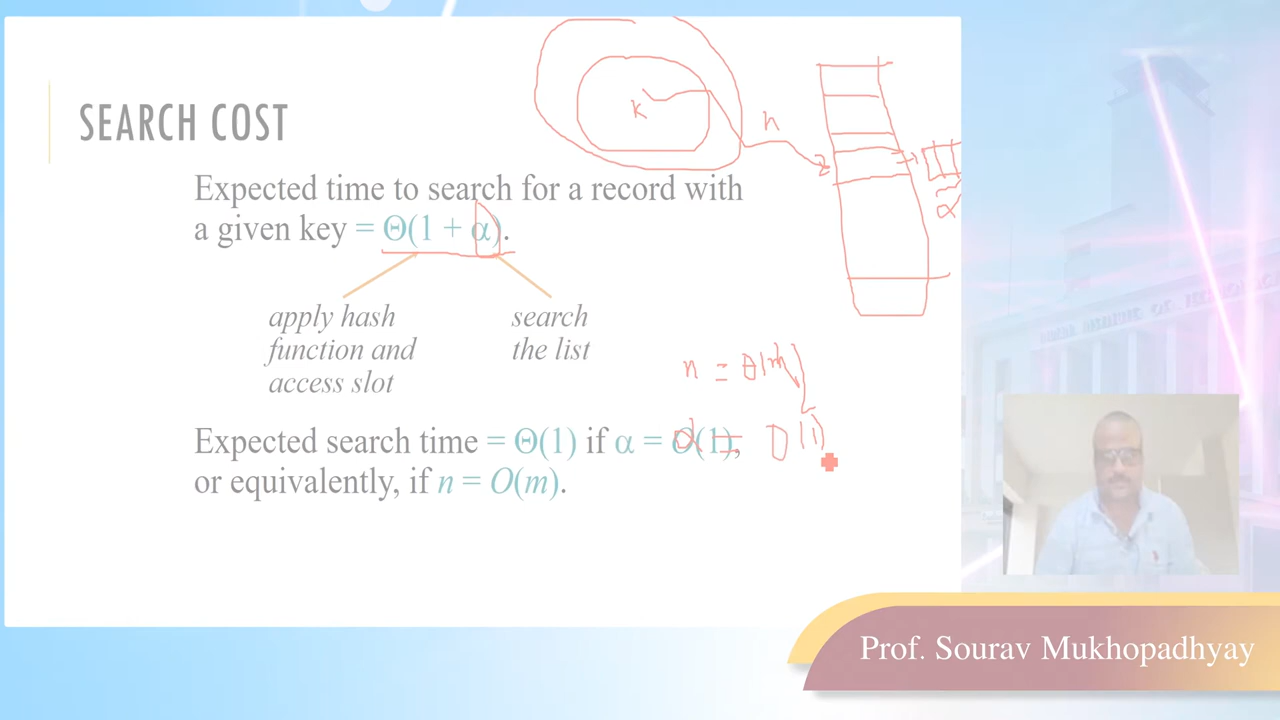 SEARCH COST
Expected time to search for a record with
a given key = Θ(1 + α).
apply hash
function and
access slot
search
the list
Expected search time = Θ(1) if α = O(1),
or equivalently, if n = O(m).
K
h
α
n = θ(m)
α = O(1)
Prof. Sourav Mukhopadhyay